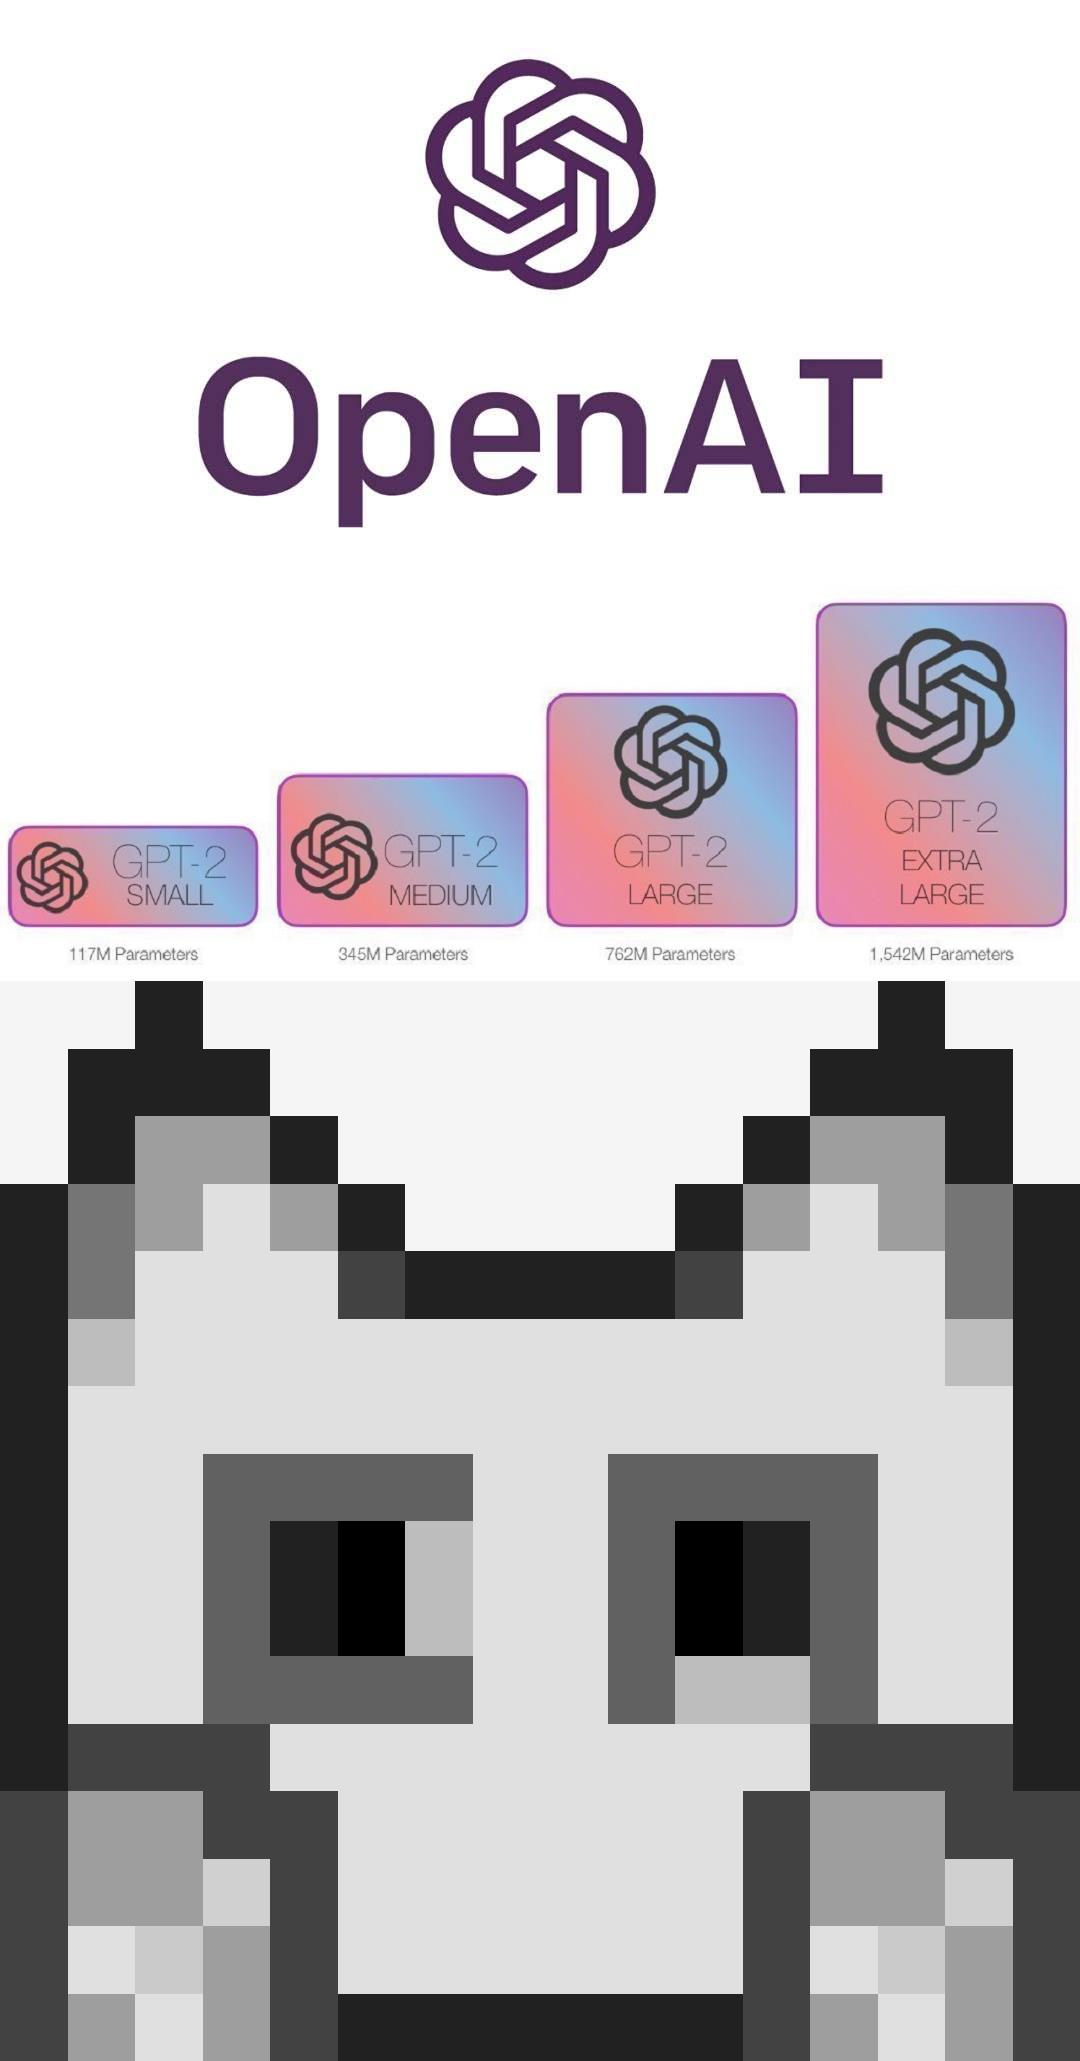 OpenAI
GPT-2
SMALL
117M Parameters
GPT-2
MEDIUM
345M Parameters
GPT-2
LARGE
762M Parameters
GPT-2
EXTRA
LARGE
1,542M Parameters